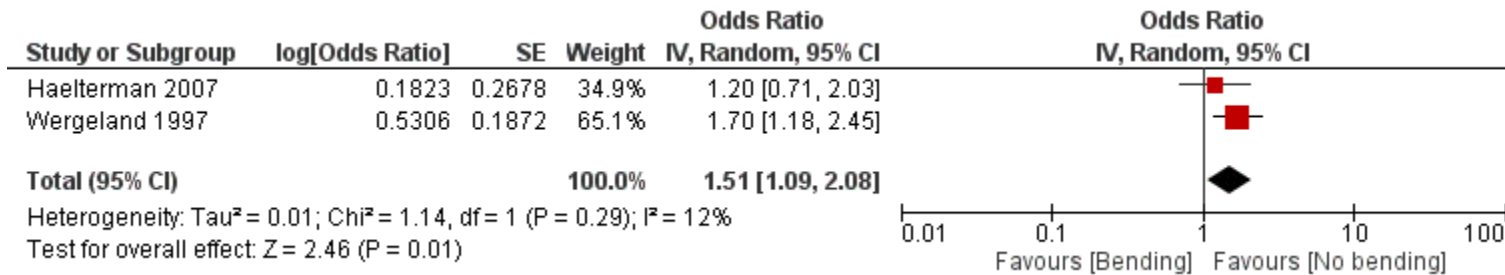 Odds Ratio Odds Ratio
Study or Subgroup log[Odds Ratio] SE Weight IV, Random, 95% CI IV, Random, 95% CI
Haelterman 2007 0.1823 0.2678 34.9% 1.20 [0.71, 2.03]
Wergeland 1997 0.5306 0.1872 65.1% 1.70 [1.18, 2.45]
Total (95% CI) 100.0% 1.51 [1.09, 2.08]
Heterogeneity: Tau² = 0.01; Chi² = 1.14, df = 1 (P = 0.29); I² = 12%
Test for overall effect: Z = 2.46 (P = 0.01)
0.01 0.1 1 10 100
Favours [Bending] Favours [No bending]